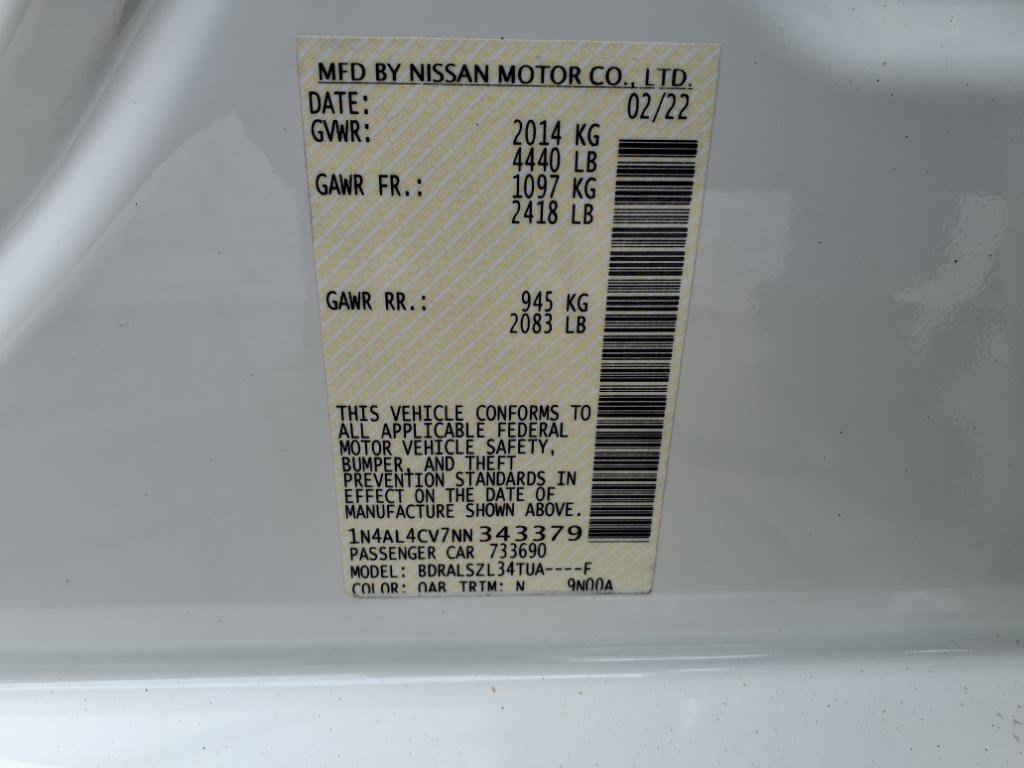 MFD BY NISSAN MOTOR CO., LTD.
DATE: 02/22
GVWR: 2014 KG
4440 LB
GAWR FR.: 1097 KG
2418 LB
GAWR RR.: 945 KG
2083 LB
THIS VEHICLE CONFORMS TO
ALL APPLICABLE FEDERAL
MOTOR VEHICLE SAFETY,
BUMPER, AND THEFT
PREVENTION STANDARDS IN
EFFECT ON THE DATE OF
MANUFACTURE SHOWN ABOVE.
1N4AL4CV7NN343379
PASSENGER CAR 733690
MODEL: BDRALSZL34TUA----F
COLOR: QAB TRIM: N 9N00A